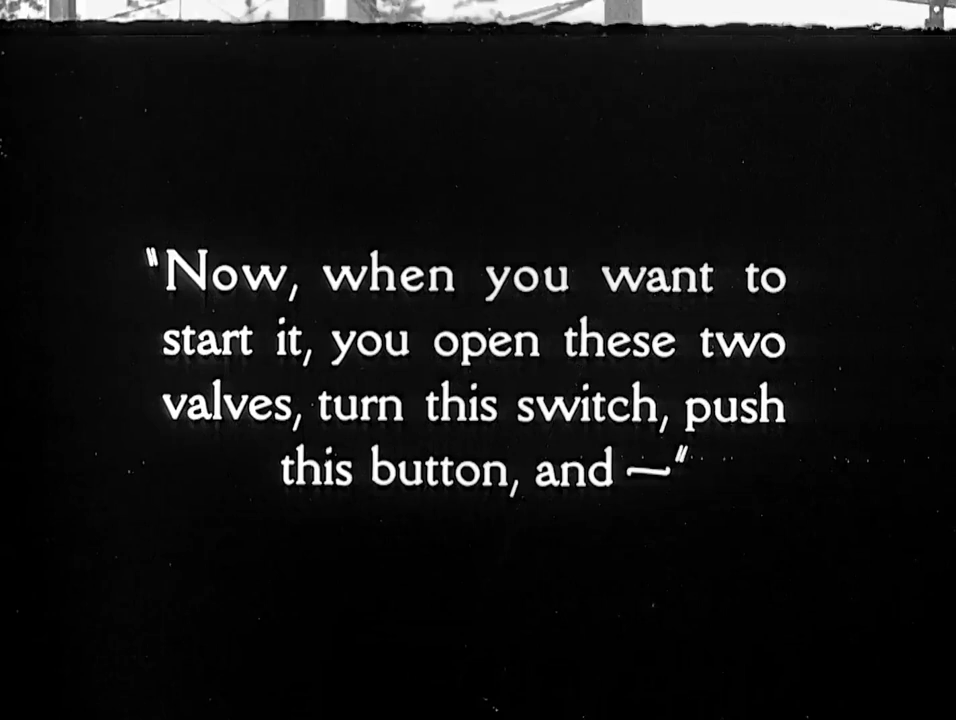 "Now, when you want to
start it, you open these two
valves, turn this switch, push
this button, and —"